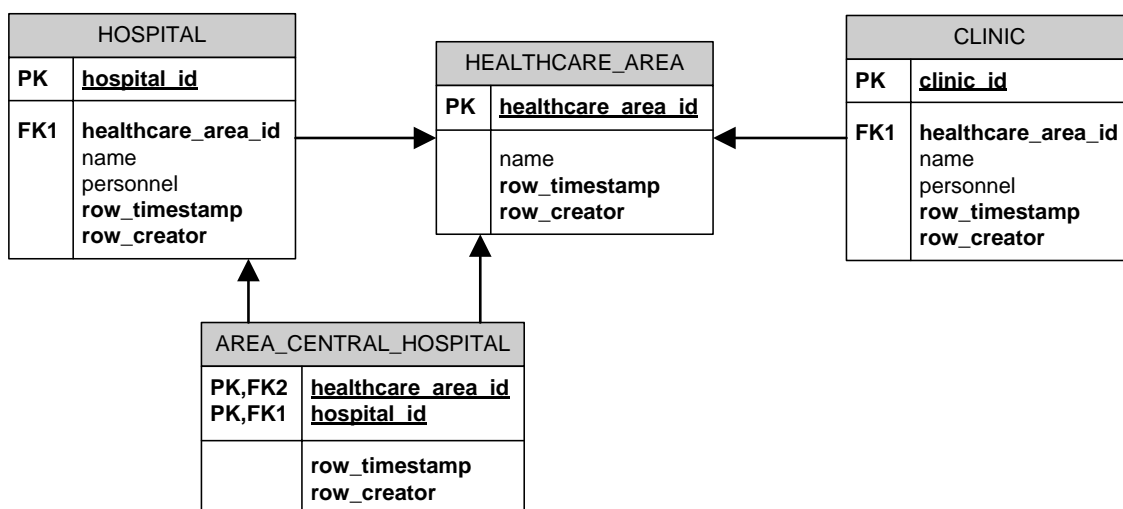 HOSPITAL
PK hospital_id
FK1 healthcare_area_id
name
personnel
row_timestamp
row_creator
HEALTHCARE_AREA
PK healthcare_area_id
name
row_timestamp
row_creator
CLINIC
PK clinic_id
FK1 healthcare_area_id
name
personnel
row_timestamp
row_creator
AREA_CENTRAL_HOSPITAL
PK,FK2 healthcare_area_id
PK,FK1 hospital_id
row_timestamp
row_creator